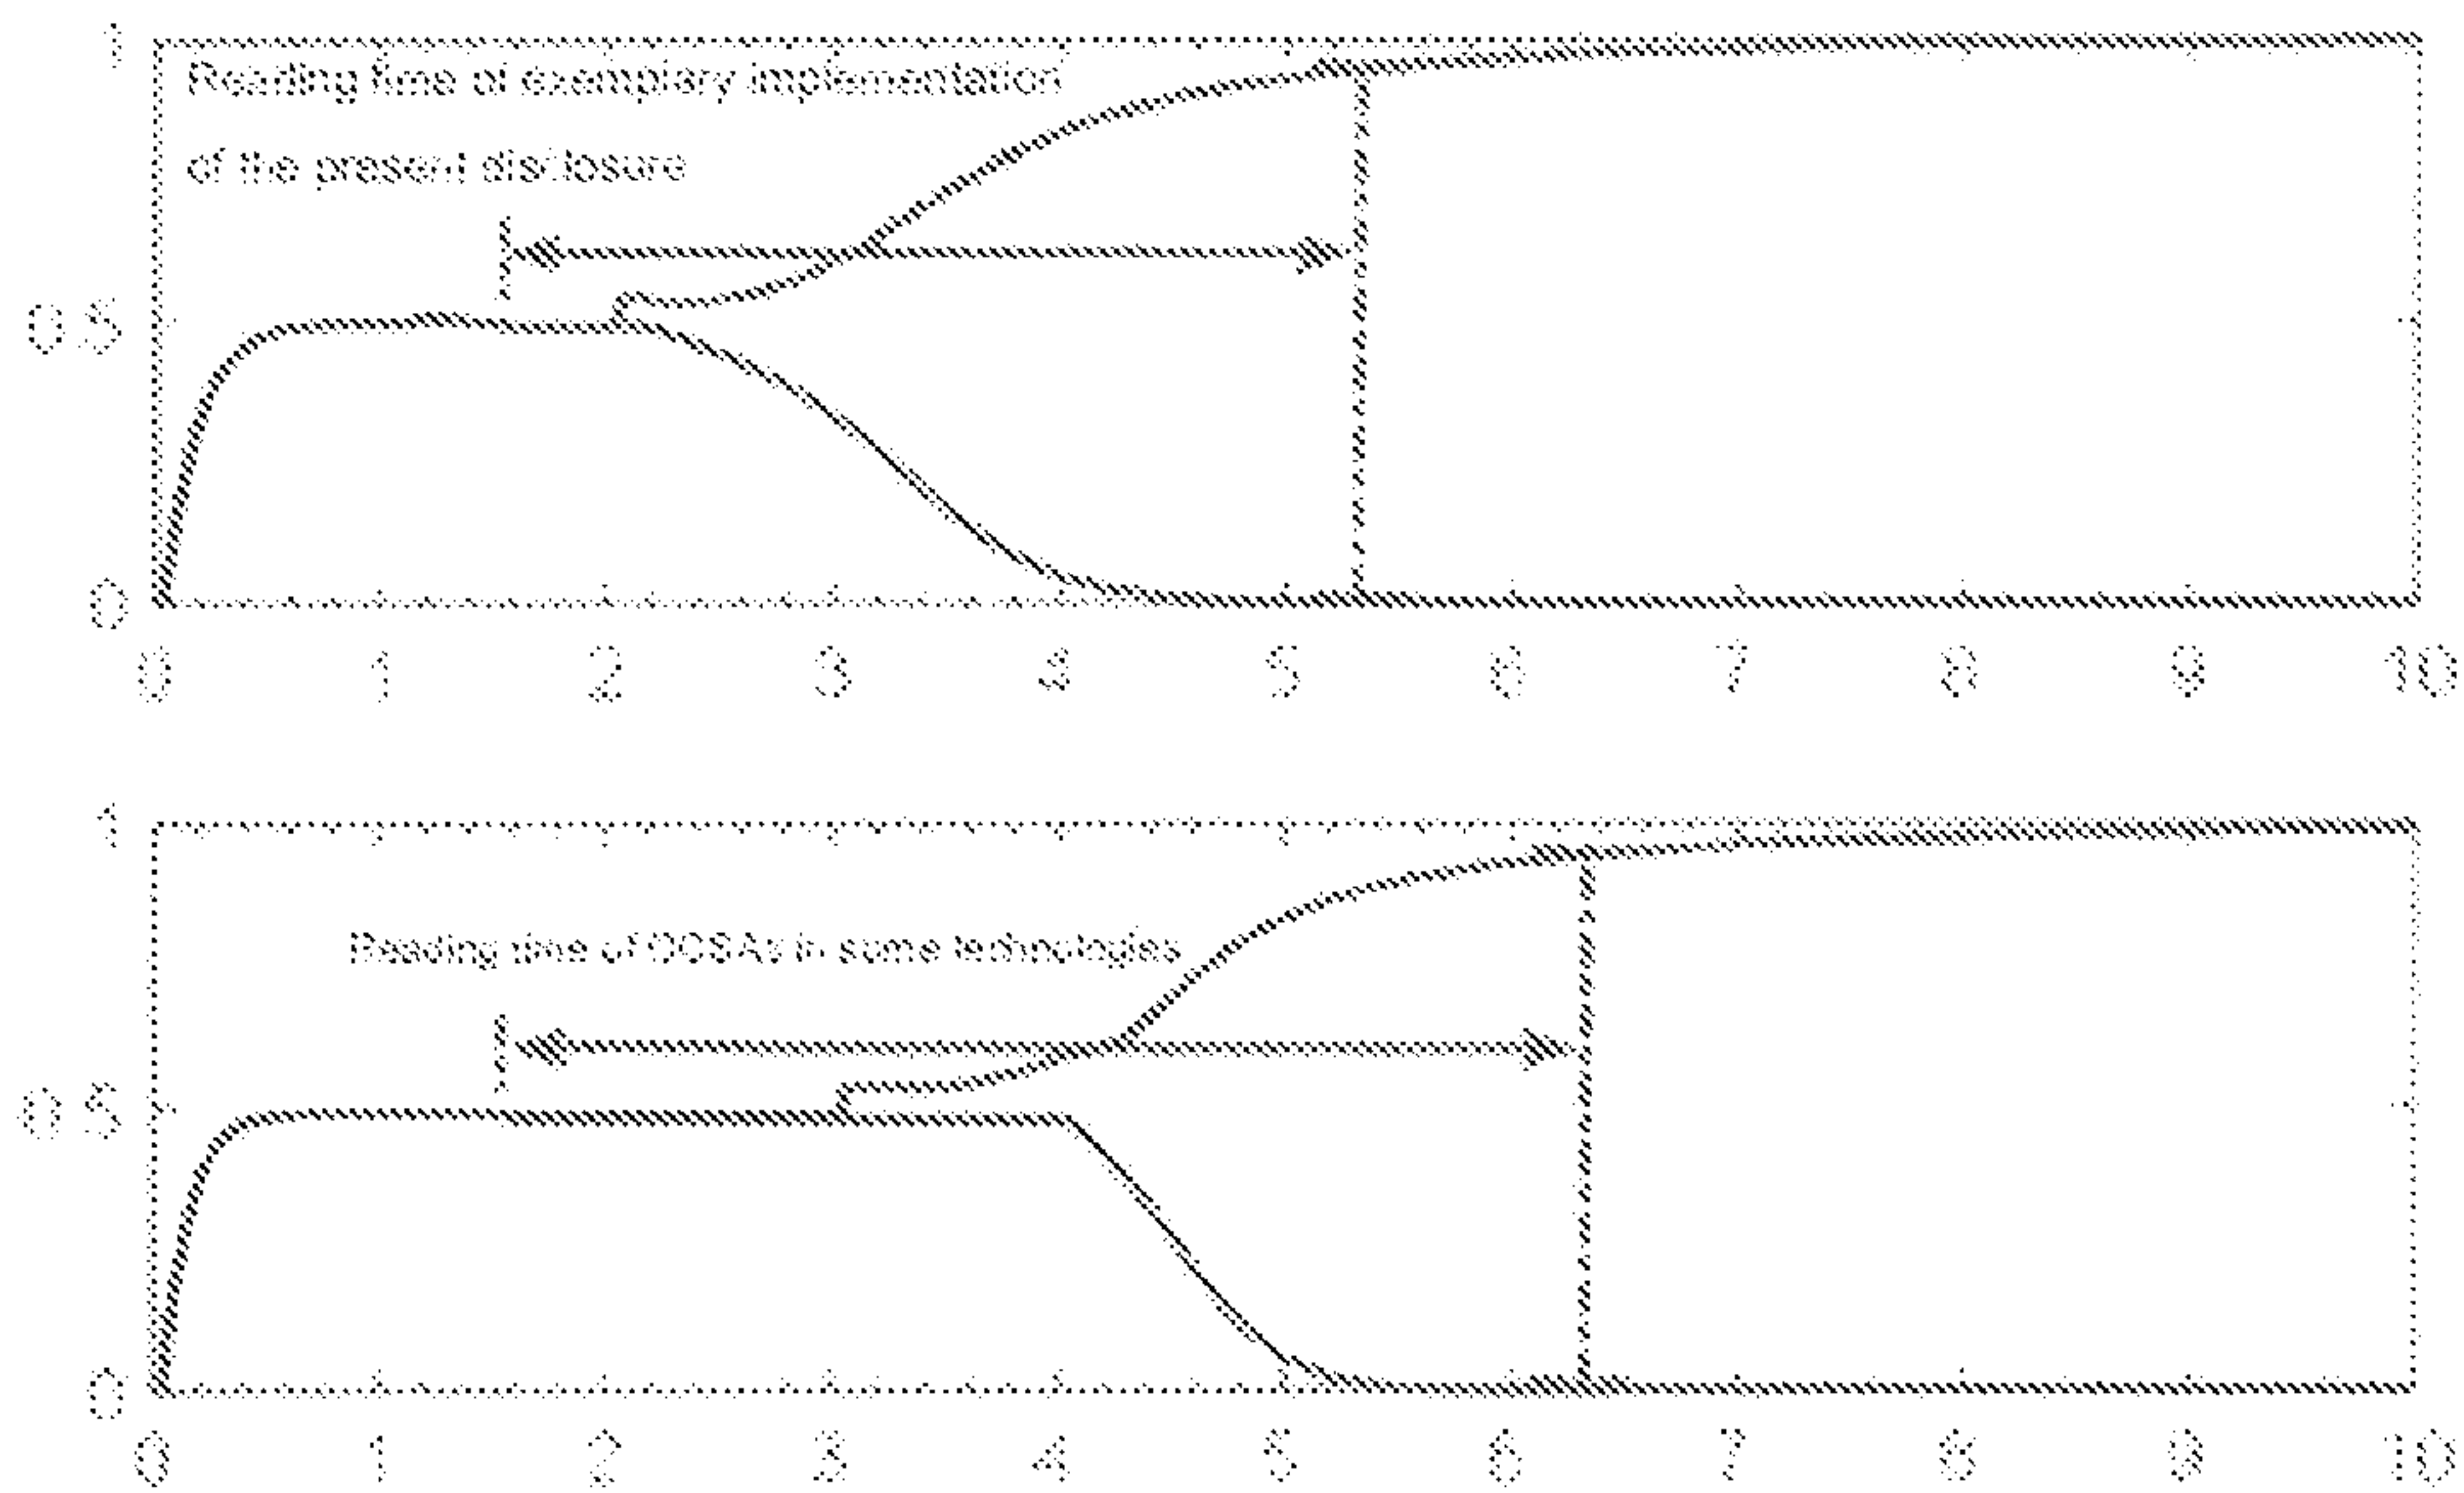 1
Reading time of exemplary implementation
of the present disclosure
0.5
0
0 1 2 3 4 5 6 7 8 9 10
1
Reading time of OCSAs in some technologies
0.5
0
0 1 2 3 4 5 6 7 8 9 10